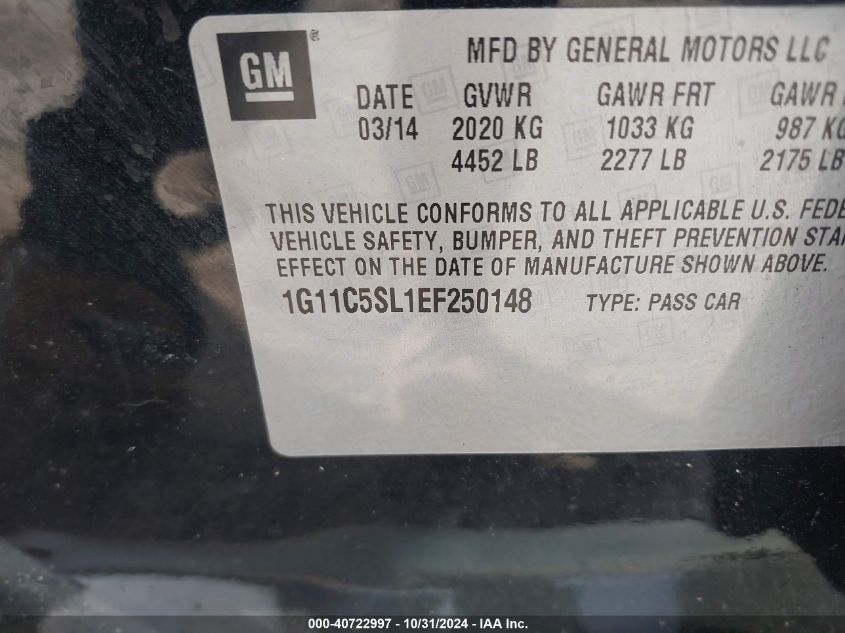 GM
MFD BY GENERAL MOTORS LLC
DATE GVWR GAWR FRT GAWR
03/14 2020 KG 1033 KG 987 KG
4452 LB 2277 LB 2175 LB
THIS VEHICLE CONFORMS TO ALL APPLICABLE U.S. FEDE
VEHICLE SAFETY, BUMPER, AND THEFT PREVENTION STA
EFFECT ON THE DATE OF MANUFACTURE SHOWN ABOVE.
1G11C5SL1EF250148 TYPE: PASS CAR
000-40722997 - 10/31/2024 - IAA Inc.